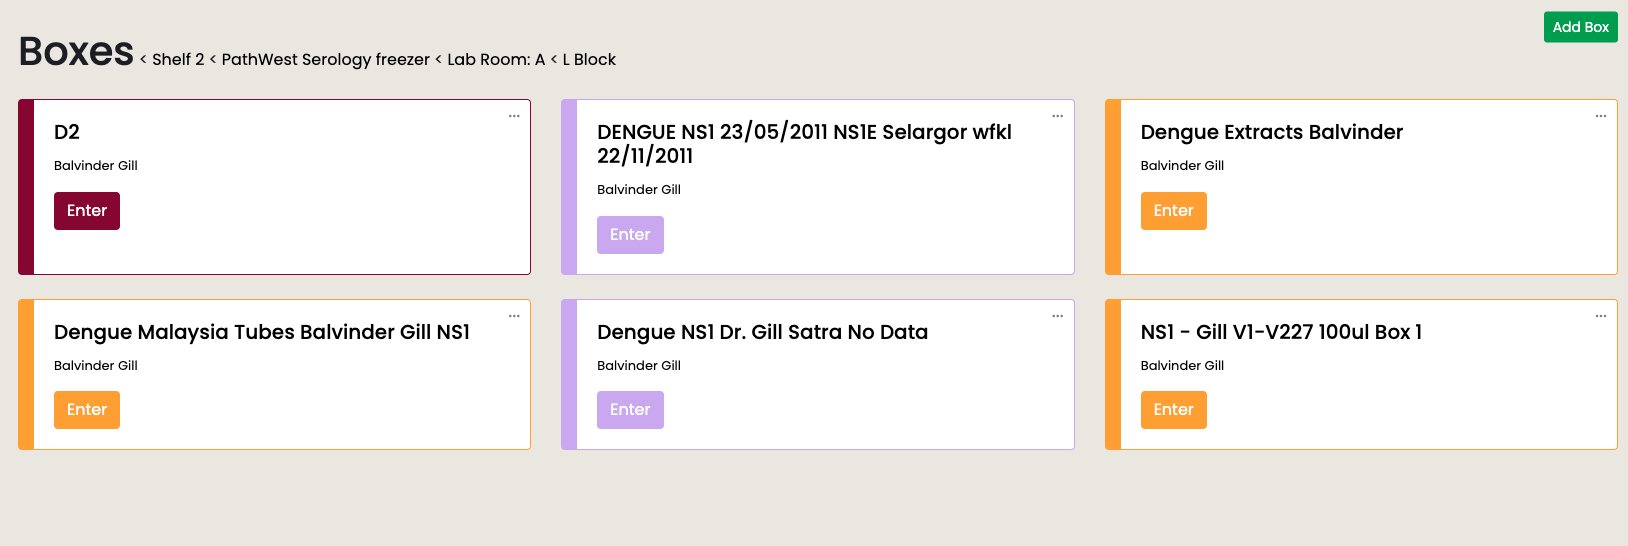 Add Box
Boxes < Shelf 2 < PathWest Serology freezer < Lab Room: A < L Block
D2
Balvinder Gill
Enter
DENGUE NS1 23/05/2011 NS1E Selargor wfkl
22/11/2011
Balvinder Gill
Enter
Dengue Extracts Balvinder
Balvinder Gill
Enter
Dengue Malaysia Tubes Balvinder Gill NS1
Balvinder Gill
Enter
Dengue NS1 Dr. Gill Satra No Data
Balvinder Gill
Enter
NS1 - Gill V1-V227 100ul Box 1
Balvinder Gill
Enter